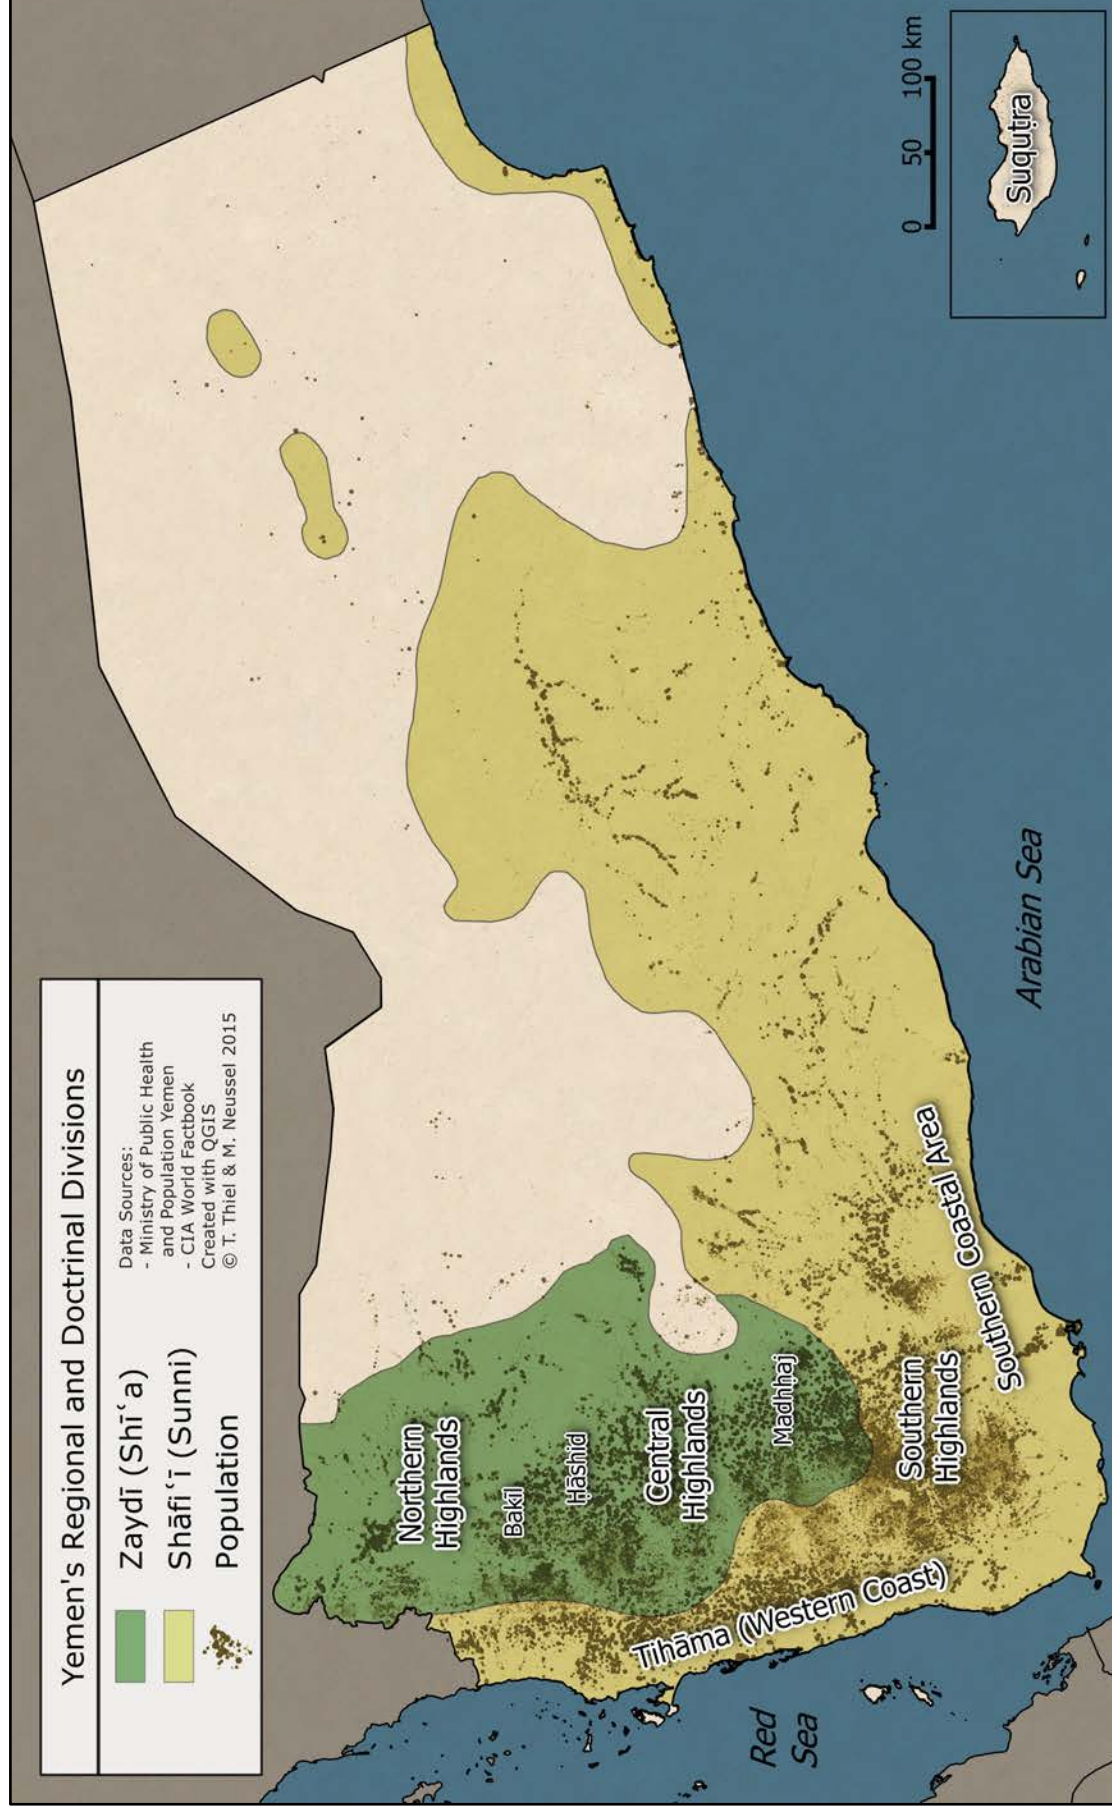 Yemen's Regional and Doctrinal Divisions
Zaydī (Shīʿa)
Shāfiʿī (Sunni)
Population
Data Sources:
- Ministry of Public Health
and Population Yemen
- CIA World Factbook
Created with QGIS
© T. Thiel & M. Neussel 2015
Northern
Highlands
Bakīl
Ḥāshid
Central
Highlands
Madhḥaj
Southern
Highlands
Tihāma (Western Coast)
Southern Coastal Area
Red
Sea
Arabian Sea
0 50 100 km
Suquṭra